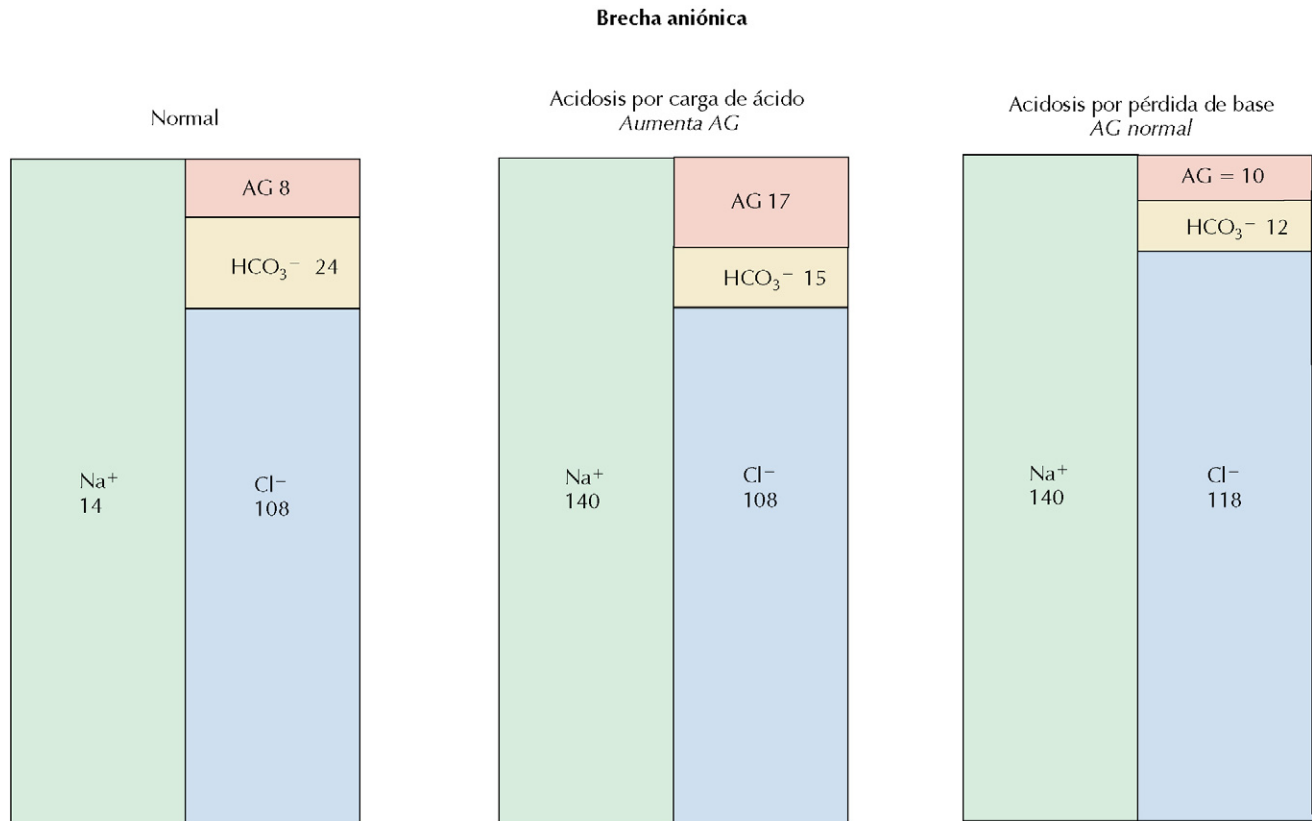 Brecha aniónica
Normal
AG 8
HCO₃⁻ 24
Na⁺
14
Cl⁻
108
Acidosis por carga de ácido
Aumenta AG
AG 17
HCO₃⁻ 15
Na⁺
140
Cl⁻
108
Acidosis por pérdida de base
AG normal
AG = 10
HCO₃⁻ 12
Na⁺
140
Cl⁻
118